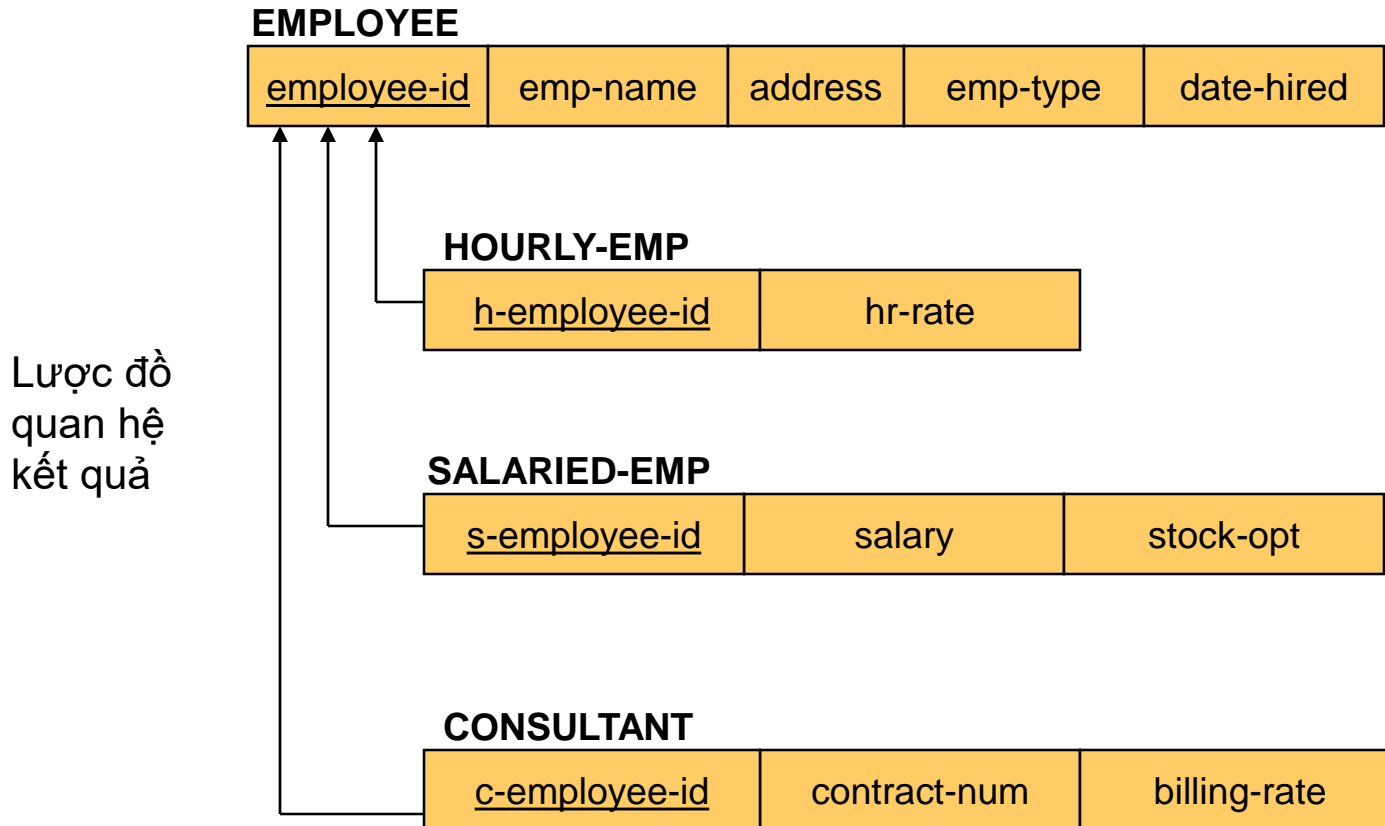 EMPLOYEE
employee-id emp-name address emp-type date-hired
HOURLY-EMP
h-employee-id hr-rate
Lược đồ
quan hệ
kết quả
SALARIED-EMP
s-employee-id salary stock-opt
CONSULTANT
c-employee-id contract-num billing-rate